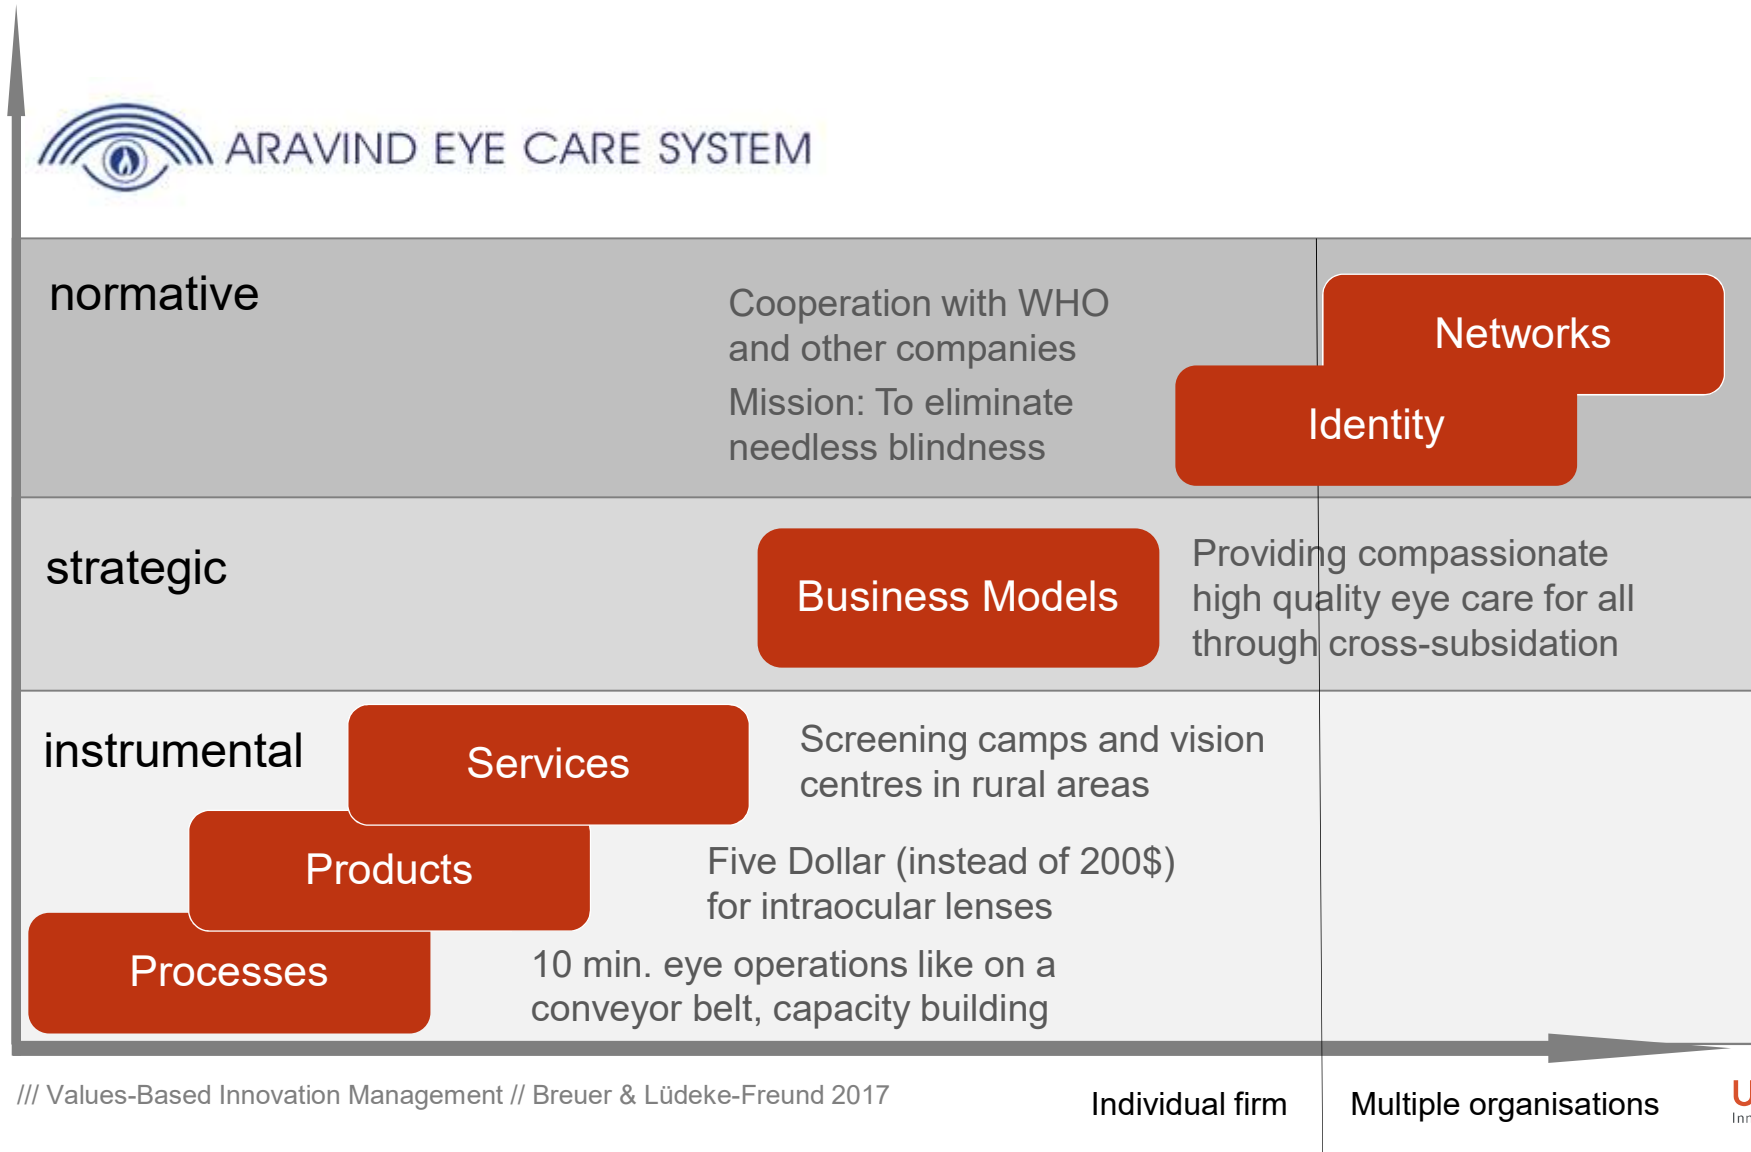 ARAVIND EYE CARE SYSTEM
normative
Cooperation with WHO
and other companies
Networks
Mission: To eliminate
needless blindness
Identity
strategic
Business Models
Providing compassionate
high quality eye care for all
through cross-subsidation
instrumental
Services
Screening camps and vision
centres in rural areas
Products
Five Dollar (instead of 200$)
for intraocular lenses
Processes
10 min. eye operations like on a
conveyor belt, capacity building
/// Values-Based Innovation Management // Breuer & Lüdeke-Freund 2017
Individual firm
Multiple organisations